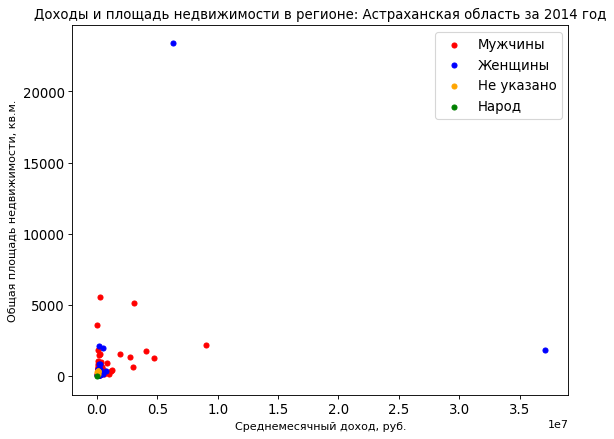 Доходы и площадь недвижимости в регионе: Астраханская область за 2014 год
Мужчины
Женщины
Не указано
Народ
Общая площадь недвижимости, кв.м.
20000
15000
10000
5000
0
0.0 0.5 1.0 1.5 2.0 2.5 3.0 3.5
1e7
Среднемесячный доход, руб.